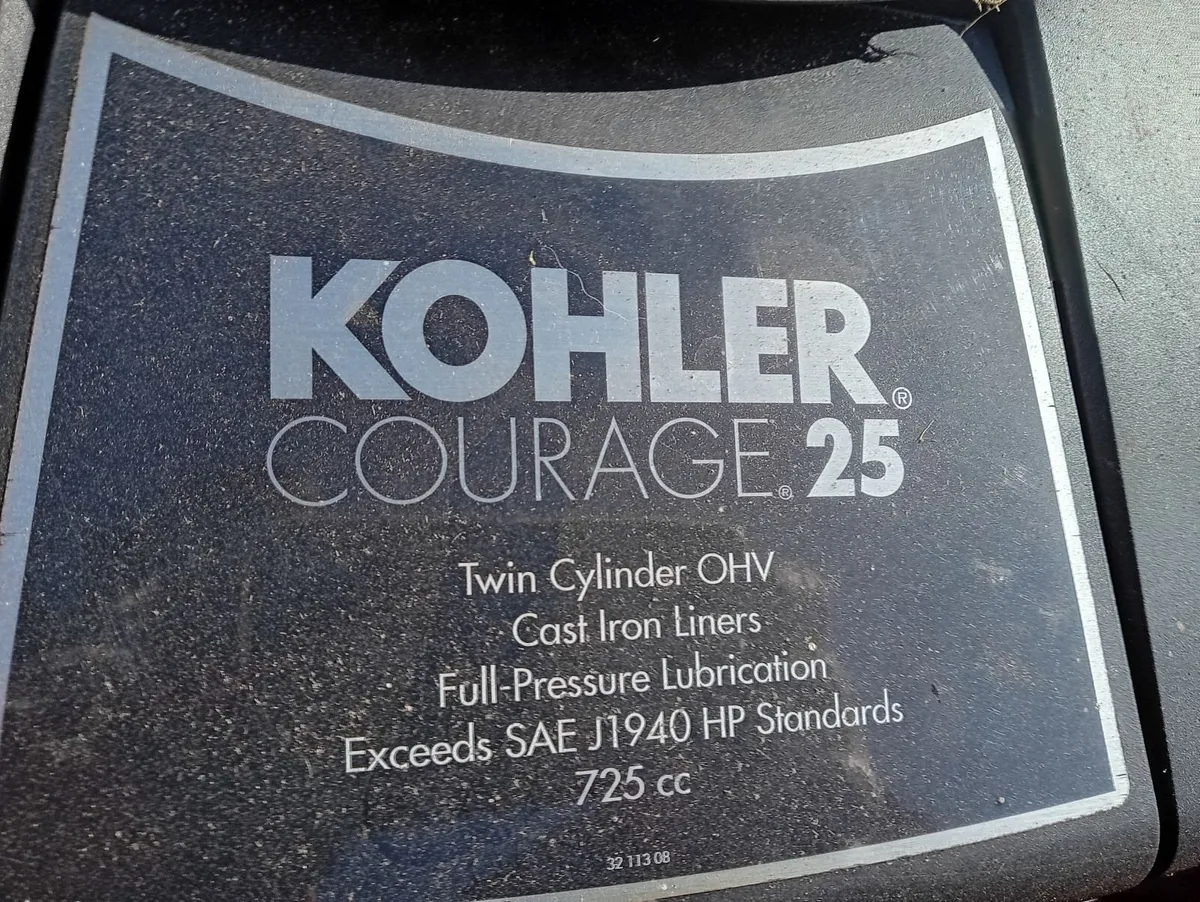 KOHLER®
COURAGE® 25
Twin Cylinder OHV
Cast Iron Liners
Full-Pressure Lubrication
Exceeds SAE J1940 HP Standards
725 cc
32 113 08